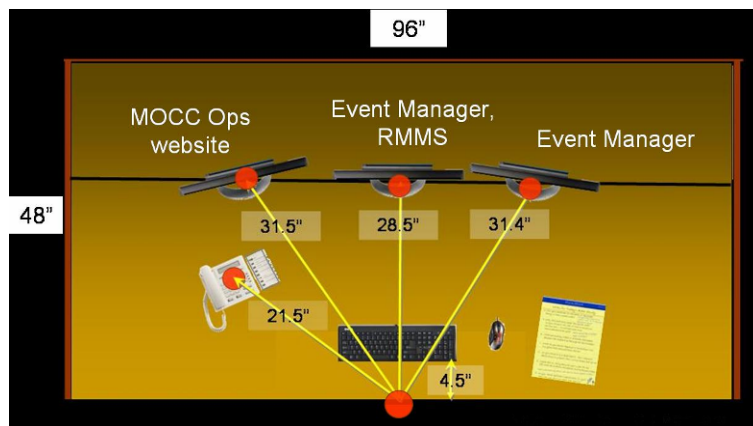 96”
MOCC Ops
website
Event Manager,
RMMS
Event Manager
48”
31.5”
28.5”
31.4”
21.5”
4.5”